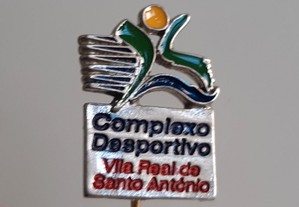 Complexo
Desportivo
Vila Real de
Santo António